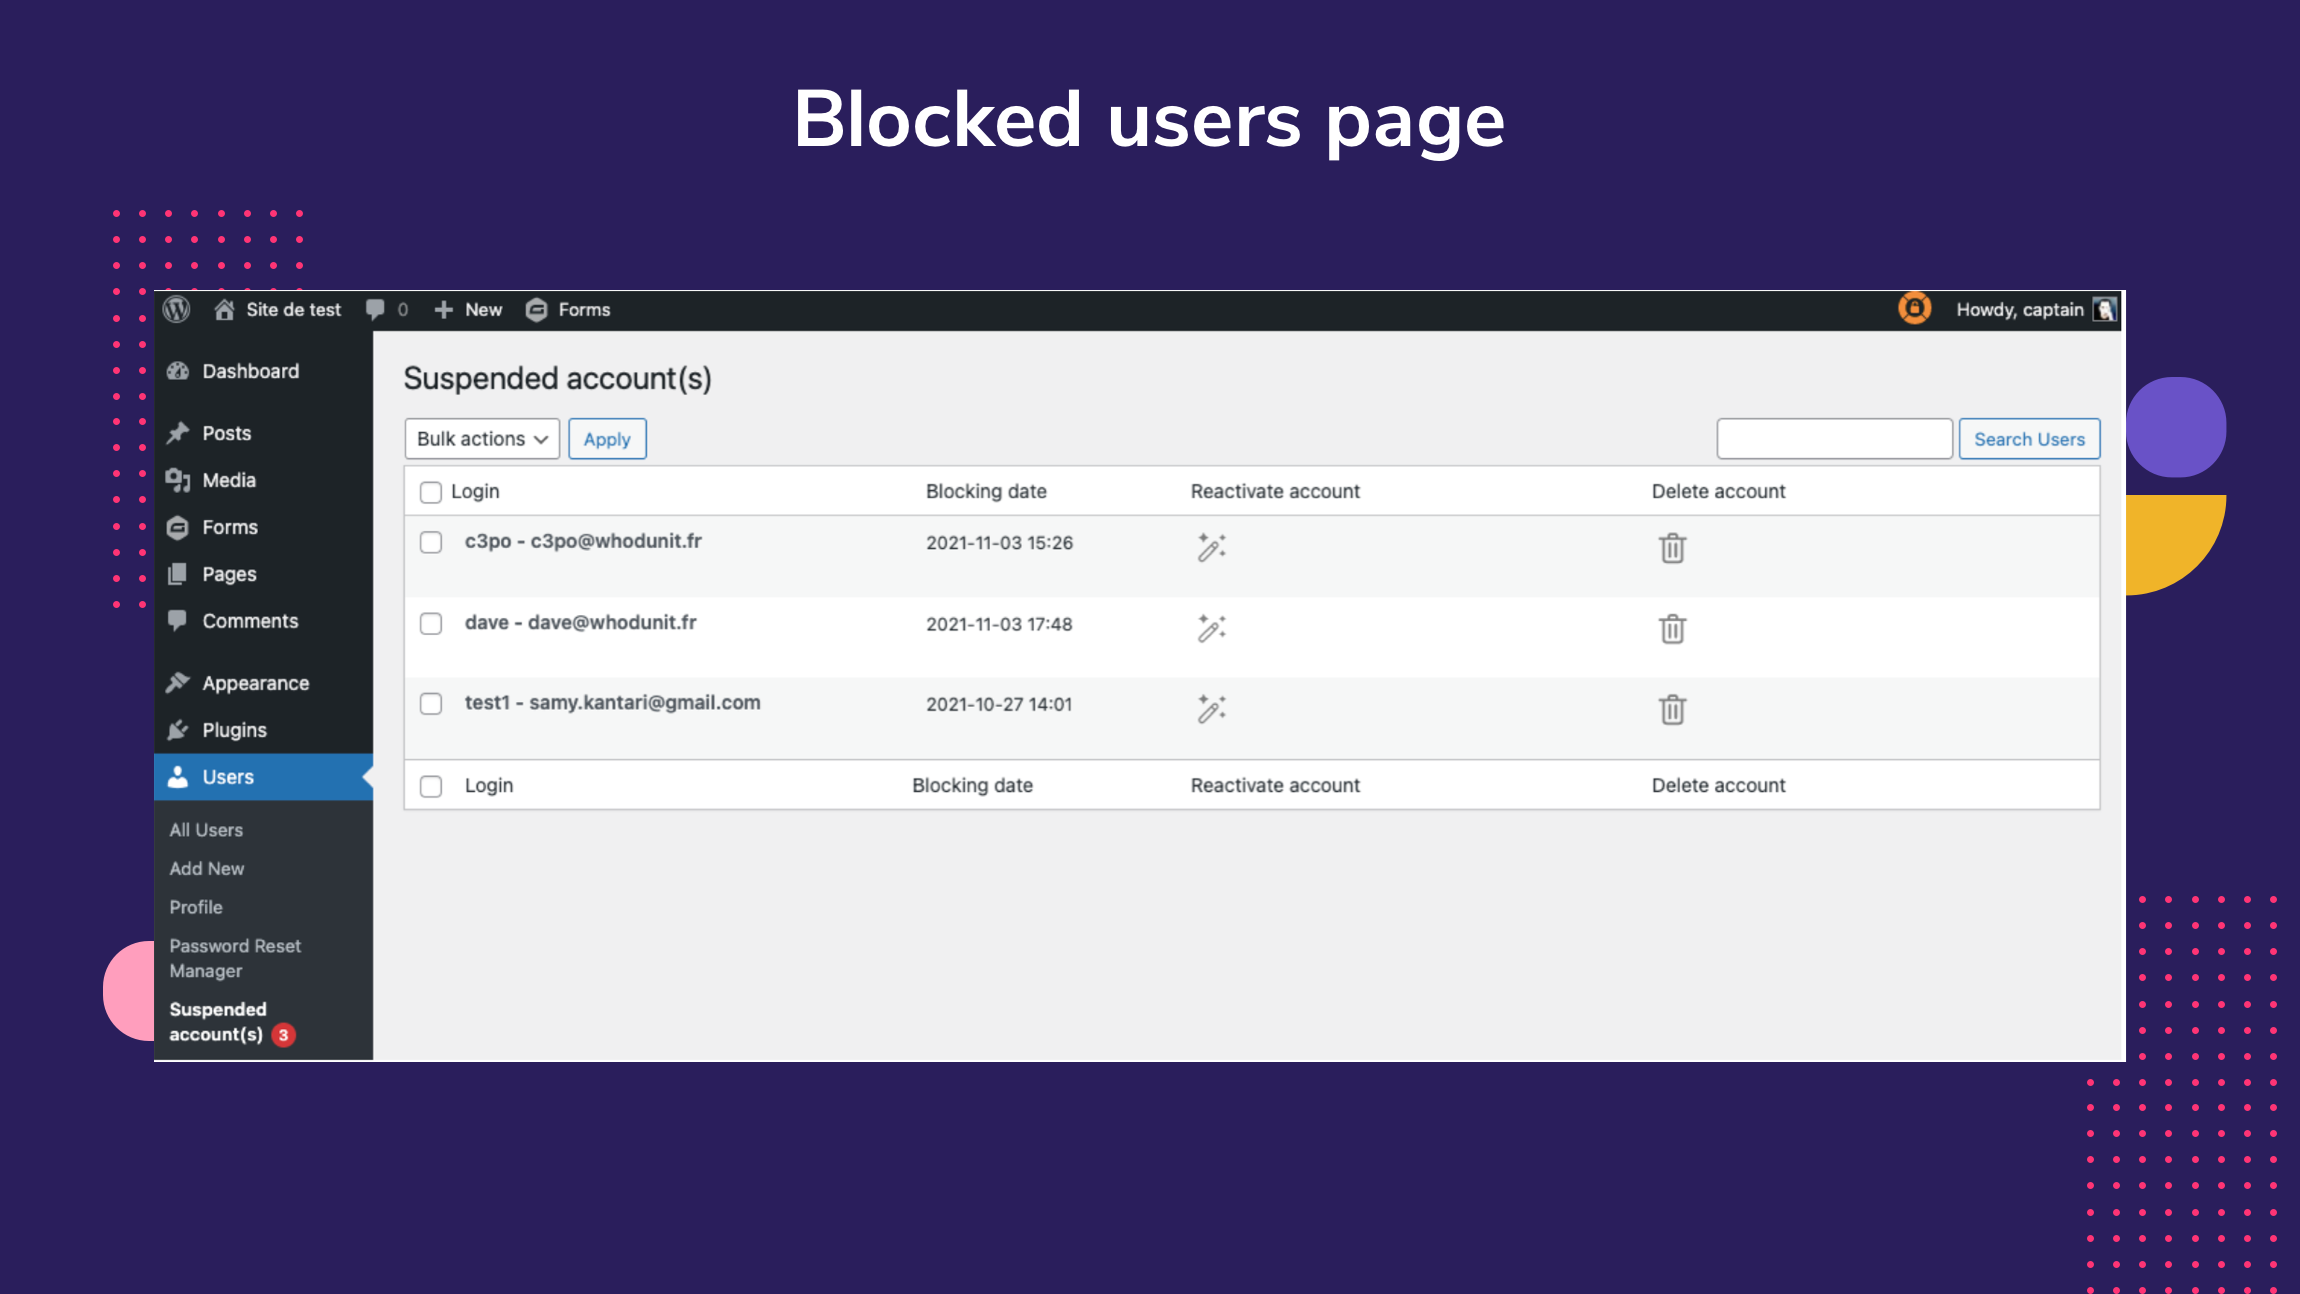 Blocked users page
Site de test 0 New Forms Howdy, captain
Dashboard
Posts
Media
Forms
Pages
Comments
Appearance
Plugins
Users
All Users
Add New
Profile
Password Reset
Manager
Suspended
account(s) 3
Suspended account(s)
Bulk actions Apply Search Users
Login Blocking date Reactivate account Delete account
c3po - c3po@whodunit.fr 2021-11-03 15:26
dave - dave@whodunit.fr 2021-11-03 17:48
test1 - samy.kantari@gmail.com 2021-10-27 14:01
Login Blocking date Reactivate account Delete account